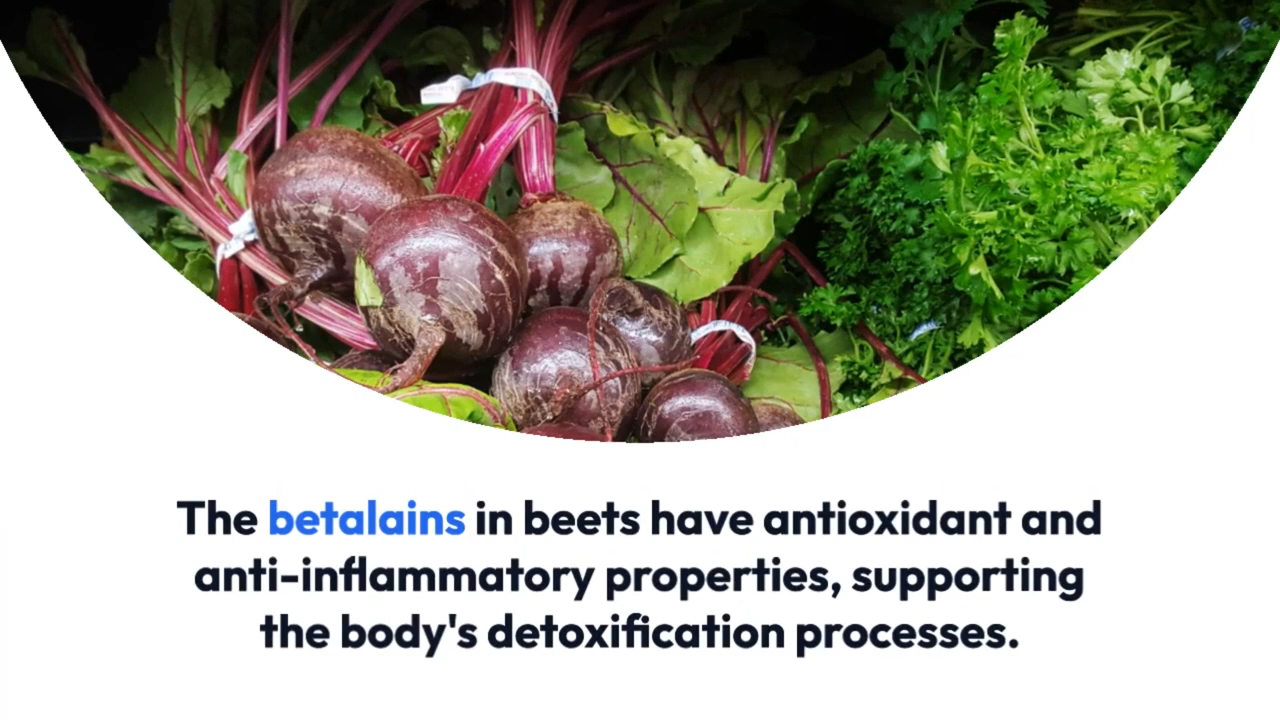 The betalains in beets have antioxidant and
anti-inflammatory properties, supporting
the body's detoxification processes.